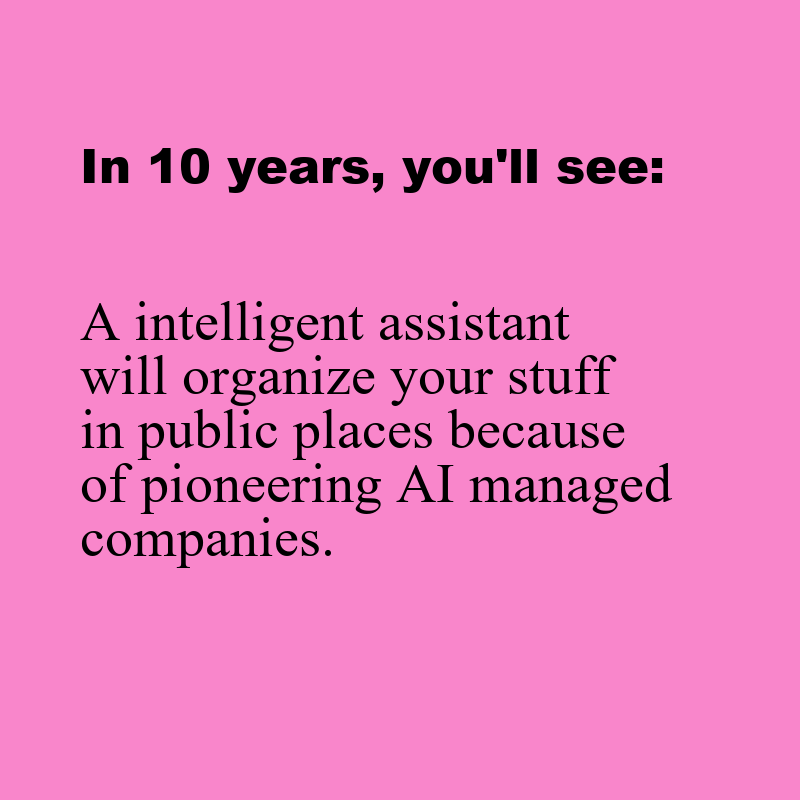 In 10 years, you'll see:
A intelligent assistant
will organize your stuff
in public places because
of pioneering AI managed
companies.